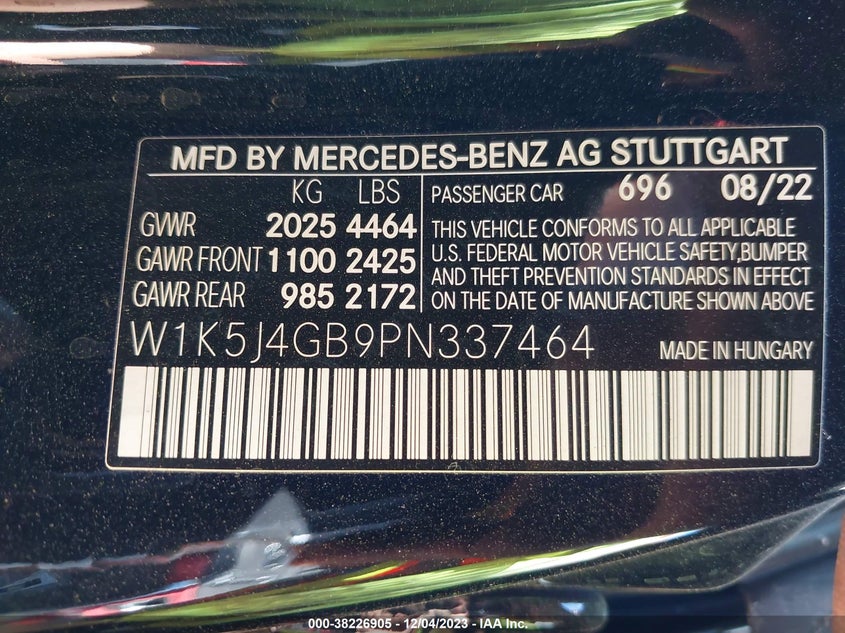 MFD BY MERCEDES-BENZ AG STUTTGART
KG LBS
GVWR 2025 4464
GAWR FRONT 1100 2425
GAWR REAR 985 2172
PASSENGER CAR 696 08/22
THIS VEHICLE CONFORMS TO ALL APPLICABLE
U.S. FEDERAL MOTOR VEHICLE SAFETY,BUMPER
AND THEFT PREVENTION STANDARDS IN EFFECT
ON THE DATE OF MANUFACTURE SHOWN ABOVE
W1K5J4GB9PN337464 MADE IN HUNGARY
000-38226905 - 12/04/2023 - IAA Inc.